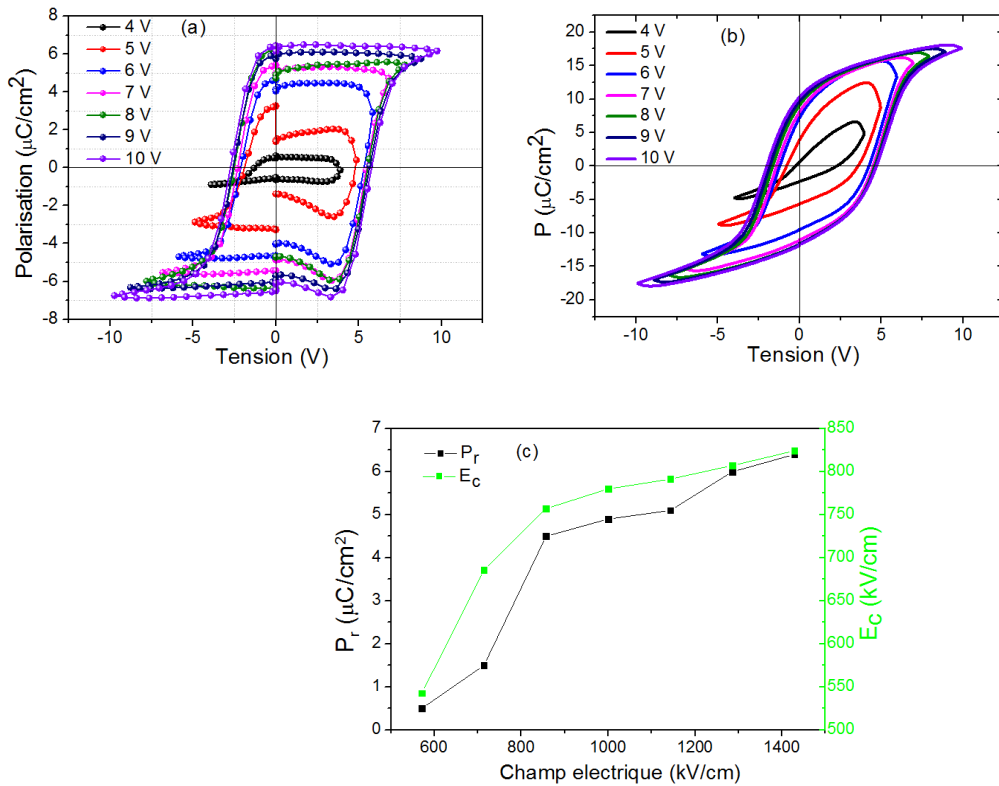 (a)
4 V
5 V
6 V
7 V
8 V
9 V
10 V
8
6
4
2
0
-2
-4
-6
-8
-10
-5
0
5
10
Polarisation (μC/cm²)
Tension (V)
(b)
4 V
5 V
6 V
7 V
8 V
9 V
10 V
20
15
10
5
0
-5
-10
-15
-20
-10
-5
0
5
10
P (μC/cm²)
Tension (V)
(c)
Pr
EC
7
6
5
4
3
2
1
0
850
800
750
700
650
600
550
500
600
800
1000
1200
1400
Pr (μC/cm²)
EC (kV/cm)
Champ electrique (kV/cm)